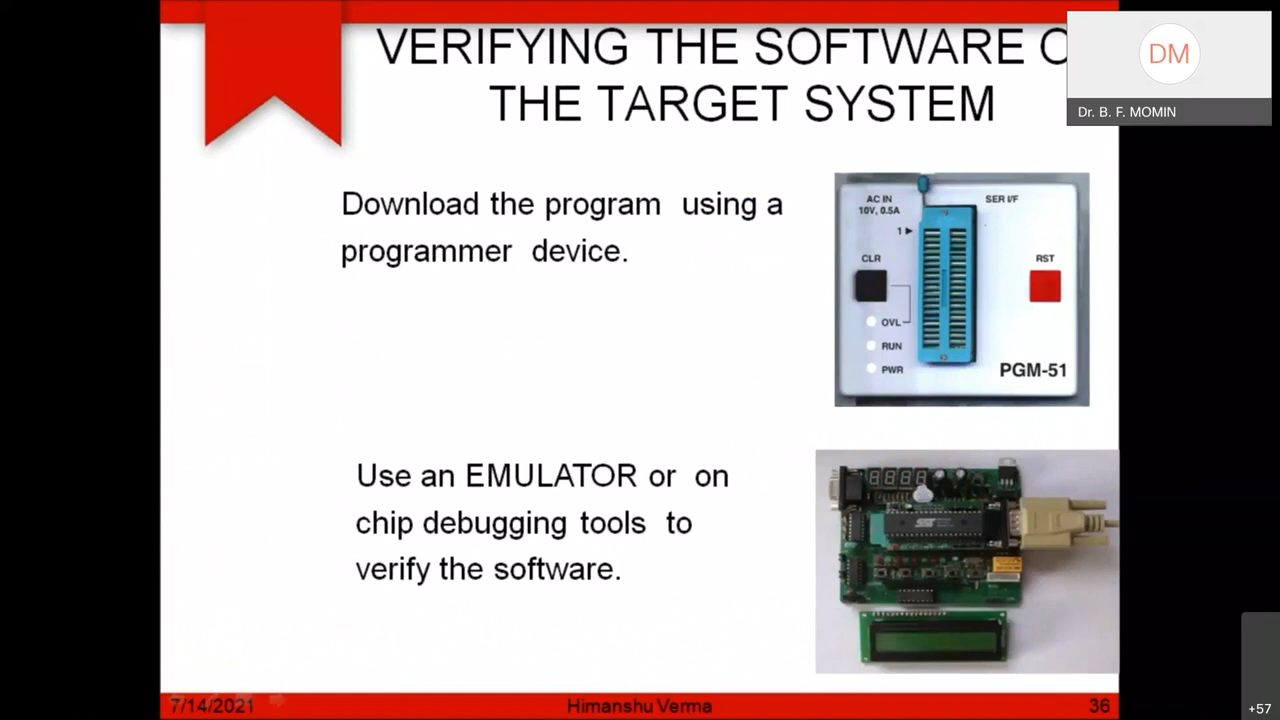 VERIFYING THE SOFTWARE O
THE TARGET SYSTEM
DM
Dr. B. F. MOMIN
Download the program using a
programmer device.
AC IN
10V, 0.5A
SER I/F
1
CLR
RST
OVL
RUN
PWR
PGM-51
Use an EMULATOR or on
chip debugging tools to
verify the software.
7/14/2021
Himanshu Verma
36
+57